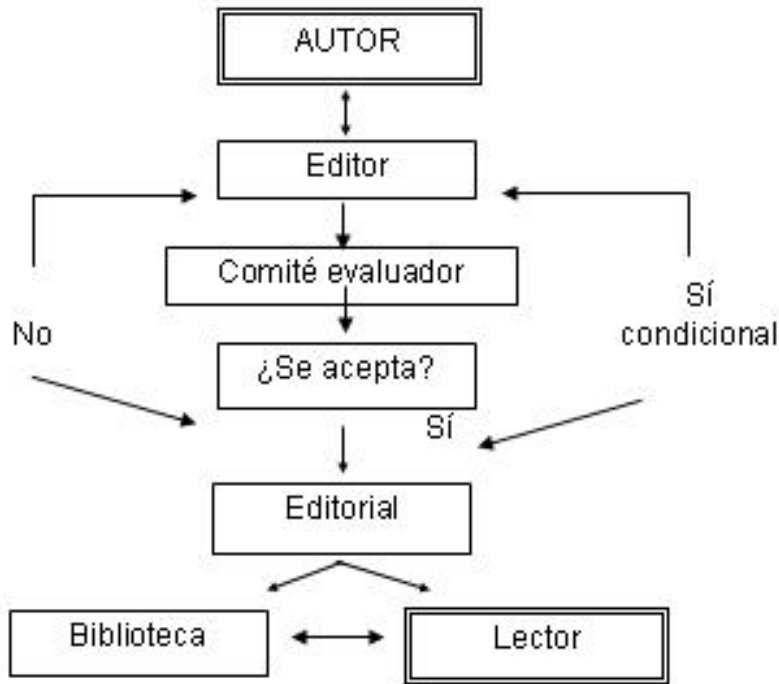 AUTOR
Editor
Comité evaluador
No
Sí
condicional
¿Se acepta?
Sí
Editorial
Biblioteca
Lector